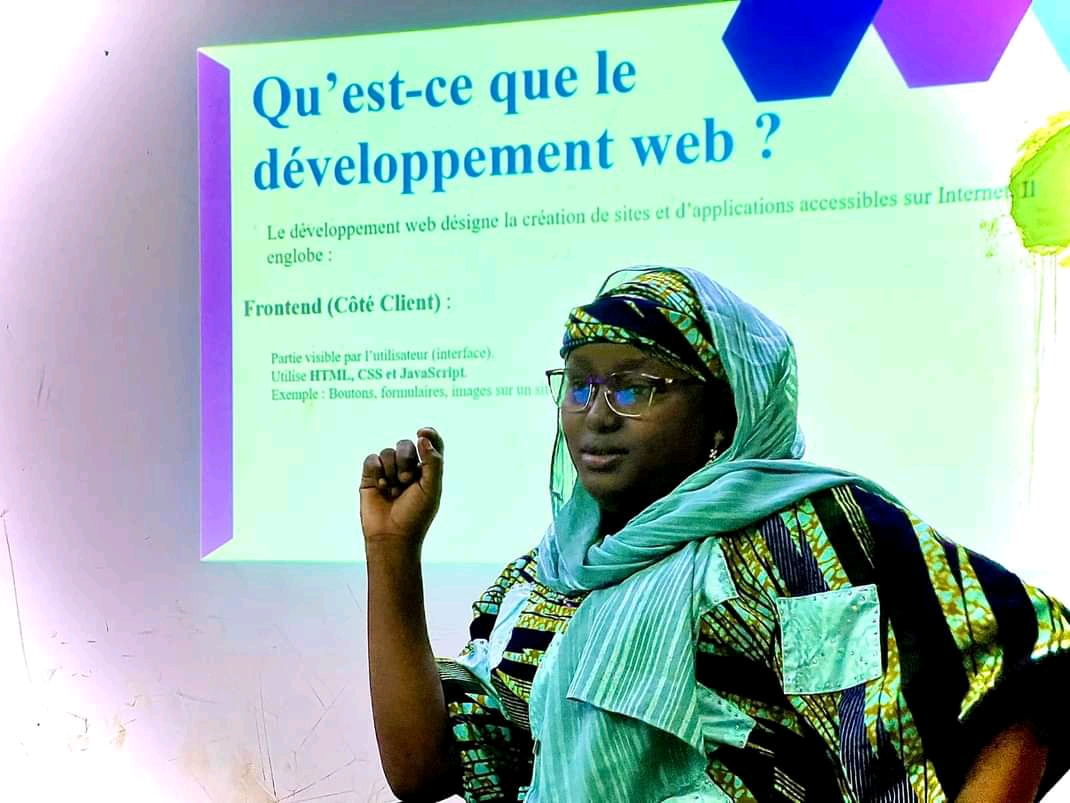 Qu’est-ce que le
développement web ?
Le développement web désigne la création de sites et d’applications accessibles sur Internet. Il
englobe :
Frontend (Côté Client) :
Partie visible par l’utilisateur (interface).
Utilise HTML, CSS et JavaScript.
Exemple : Boutons, formulaires, images sur un